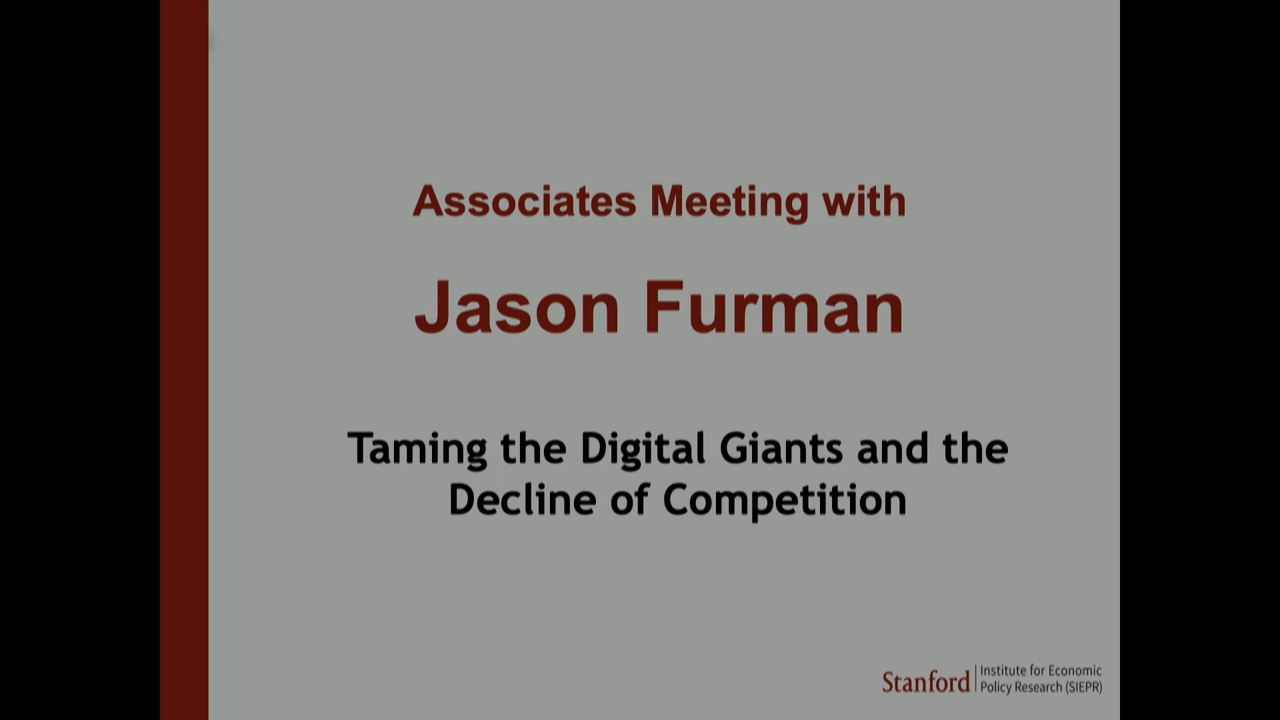 Associates Meeting with
Jason Furman
Taming the Digital Giants and the
Decline of Competition
Stanford
Institute for Economic
Policy Research (SIEPR)